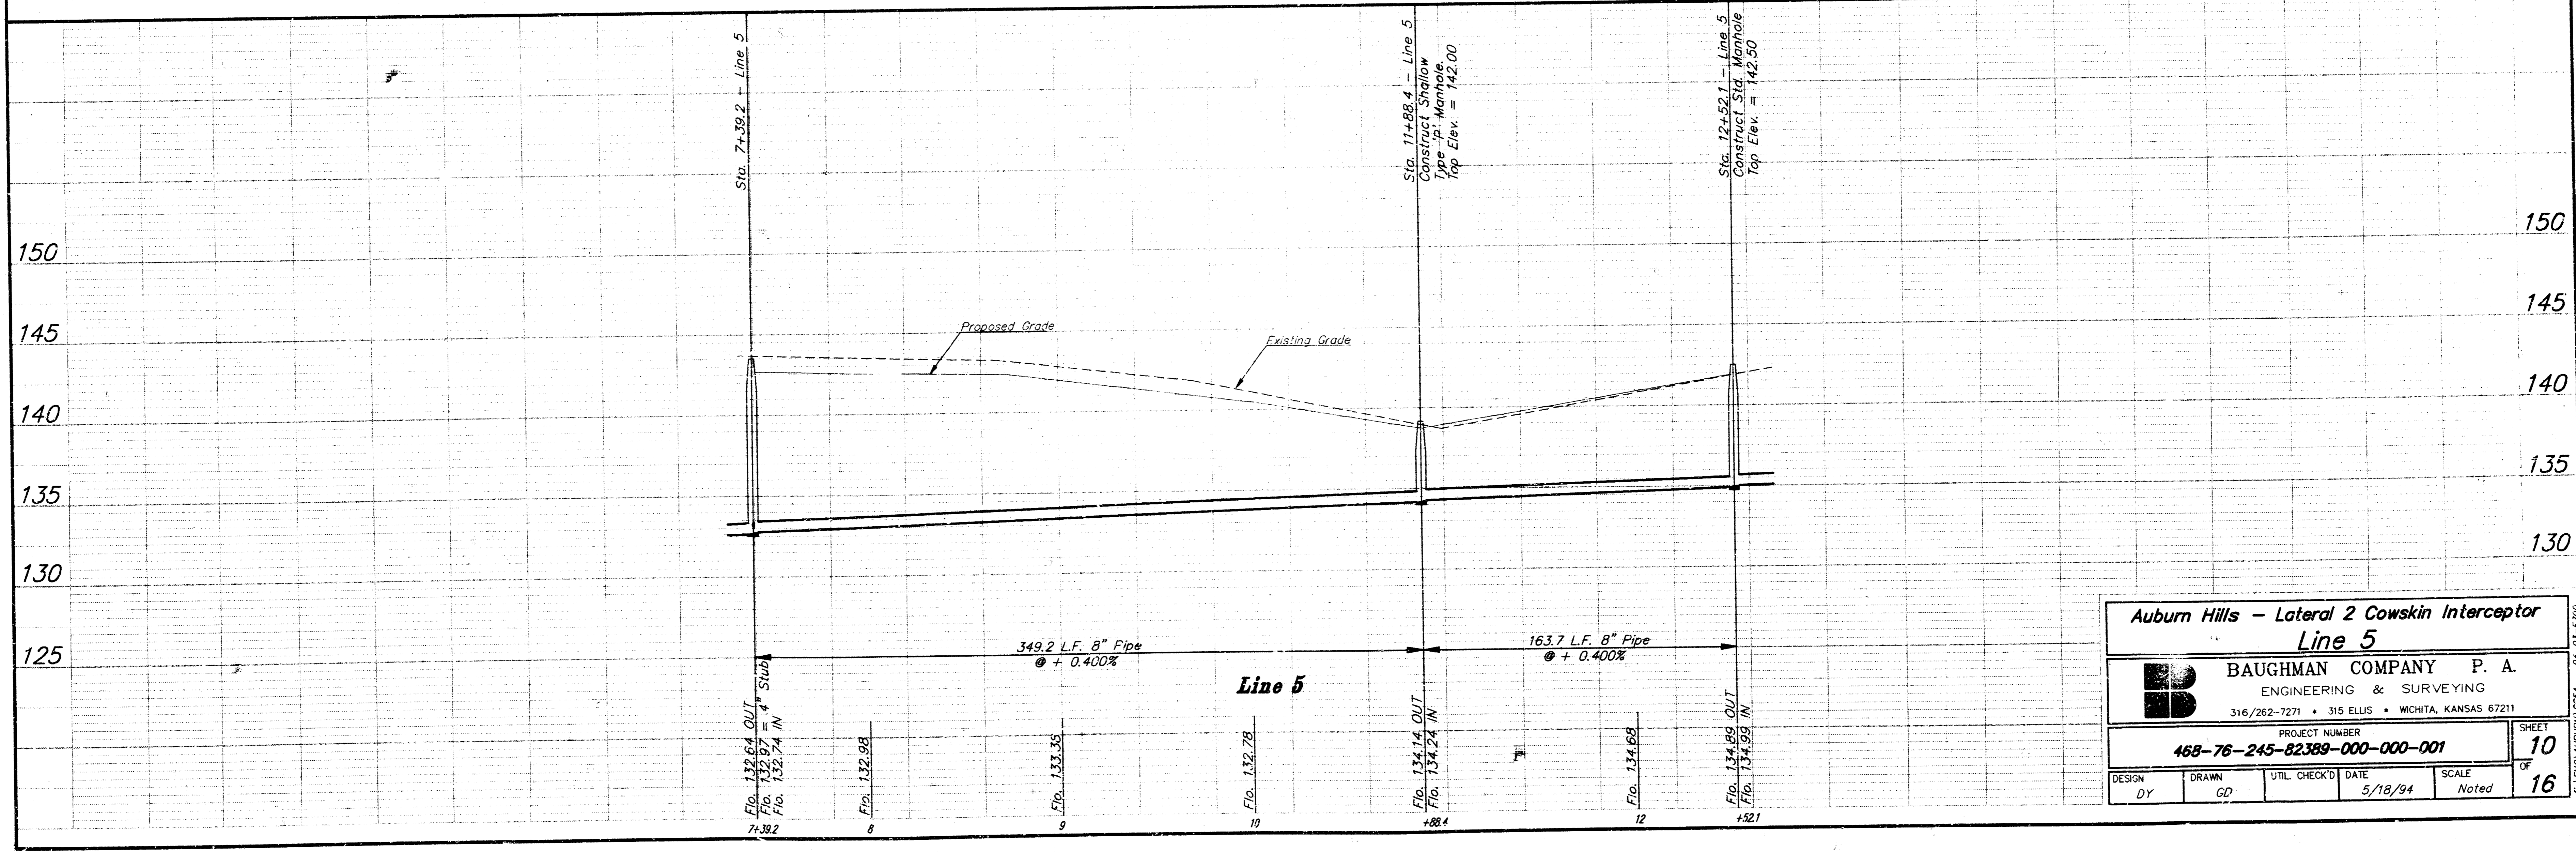 Sta. 7+39.2 - Line 5
Sta. 11+88.4 - Line 5
Construct Shallow
Type 'P' Manhole.
Top Elev. = 142.00
Sta. 12+52.1 - Line 5
Construct Std. Manhole
Top Elev. = 142.50
150
150
145
145
Proposed Grade
Existing Grade
140
140
135
135
130
130
125
349.2 L.F. 8" Pipe
@ + 0.400%
163.7 L.F. 8" Pipe
@ + 0.400%
Line 5
Flo. 132.64 OUT
Flo. 132.97 = 4" Stub
Flo. 132.74 IN
Flo. 132.98
Flo. 133.38
Flo. 132.78
Flo. 134.14 OUT
Flo. 134.24 IN
Flo. 134.68
Flo. 134.89 OUT
Flo. 134.99 IN
7+39.2
8
9
10
+88.4
12
+52.1
Auburn Hills - Lateral 2 Cowskin Interceptor
Line 5
BAUGHMAN COMPANY P. A.
ENGINEERING & SURVEYING
316/262-7271 • 315 ELLIS • WICHITA, KANSAS 67211
PROJECT NUMBER
468-76-245-82389-000-000-001
SHEET
10
OF
16
DESIGN
DY
DRAWN
GD
UTIL. CHECK'D
DATE
5/18/94
SCALE
Noted